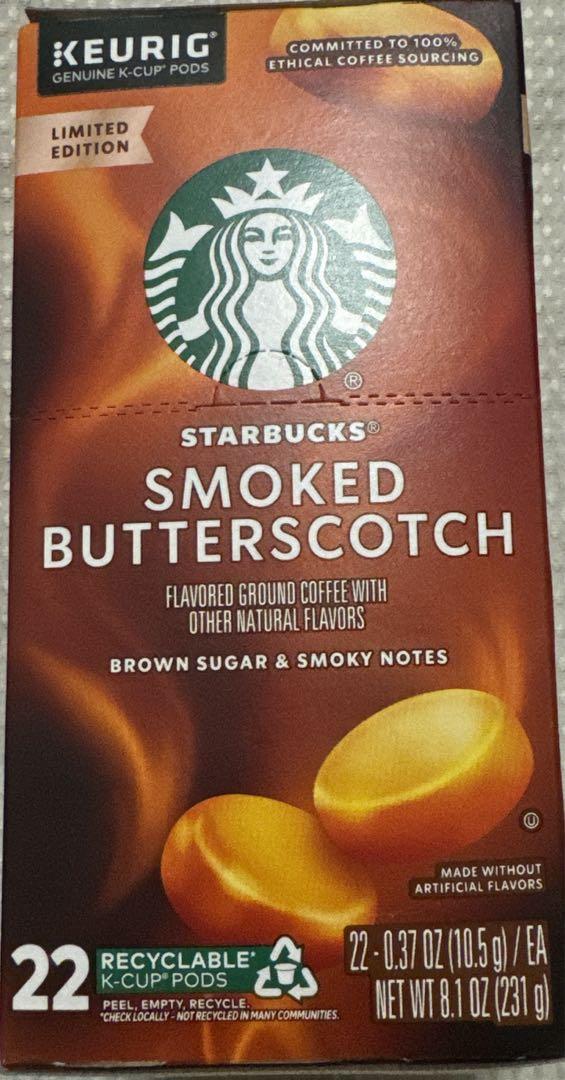 KEURIG®
GENUINE K-CUP® PODS
COMMITTED TO 100%
ETHICAL COFFEE SOURCING
LIMITED
EDITION
®
STARBUCKS®
SMOKED
BUTTERSCOTCH
FLAVORED GROUND COFFEE WITH
OTHER NATURAL FLAVORS
BROWN SUGAR & SMOKY NOTES
U
MADE WITHOUT
ARTIFICIAL FLAVORS
22 RECYCLABLE*
K-CUP® PODS
PEEL, EMPTY, RECYCLE.
*CHECK LOCALLY - NOT RECYCLED IN MANY COMMUNITIES.
22 - 0.37 OZ (10.5 g) / EA
NET WT 8.1 OZ (231 g)